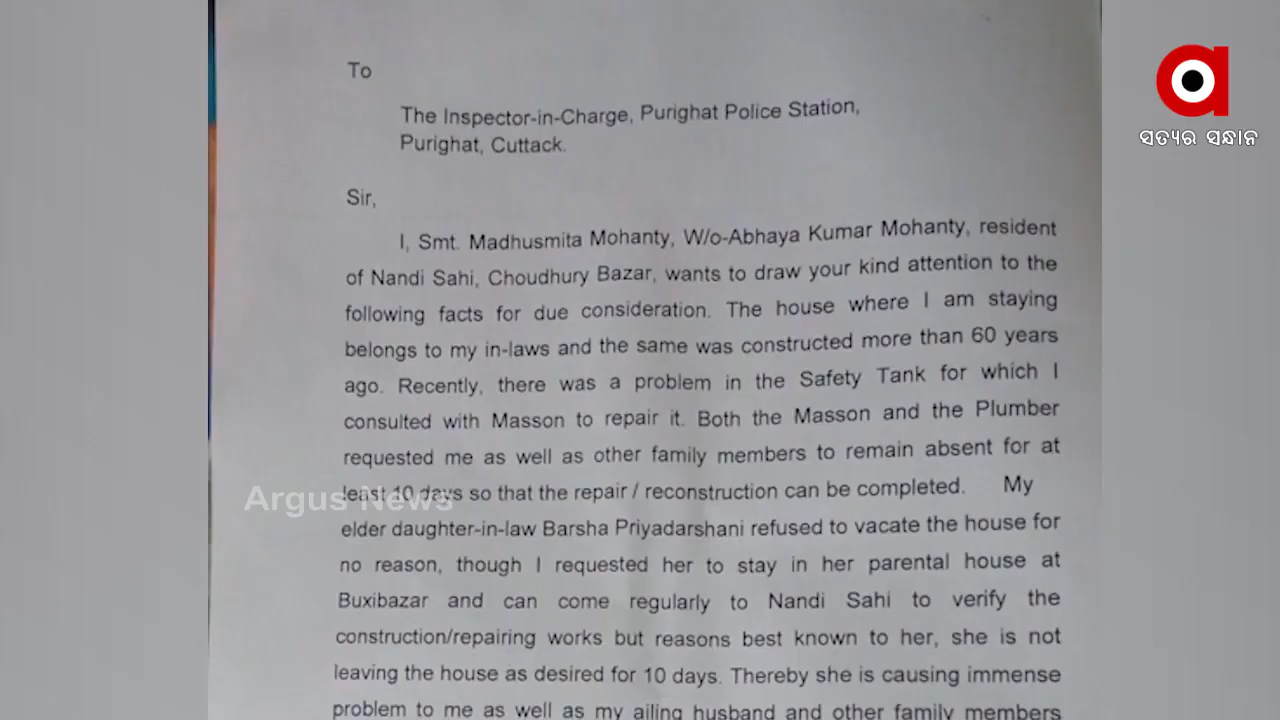 To
The Inspector-in-Charge, Purighat Police Station,
Purighat, Cuttack.
Sir,
I, Smt. Madhusmita Mohanty, W/o-Abhaya Kumar Mohanty, resident
of Nandi Sahi, Choudhury Bazar, wants to draw your kind attention to the
following facts for due consideration. The house where I am staying
belongs to my in-laws and the same was constructed more than 60 years
ago. Recently, there was a problem in the Safety Tank for which I
consulted with Masson to repair it. Both the Masson and the Plumber
requested me as well as other family members to remain absent for at
least 10 days so that the repair / reconstruction can be completed. My
elder daughter-in-law Barsha Priyadarshani refused to vacate the house for
no reason, though I requested her to stay in her parental house at
Buxibazar and can come regularly to Nandi Sahi to verify the
construction/repairing works but reasons best known to her, she is not
leaving the house as desired for 10 days. Thereby she is causing immense
problem to me as well as my ailing husband and other family members
a
ସତ୍ୟର ସନ୍ଧାନ
Argus News